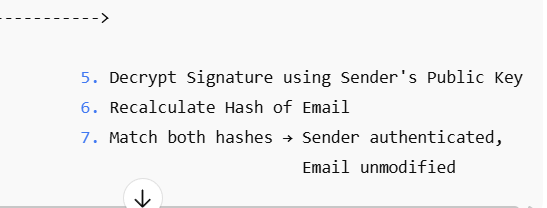 ----------->
5. Decrypt Signature using Sender's Public Key
6. Recalculate Hash of Email
7. Match both hashes → Sender authenticated,
Email unmodified